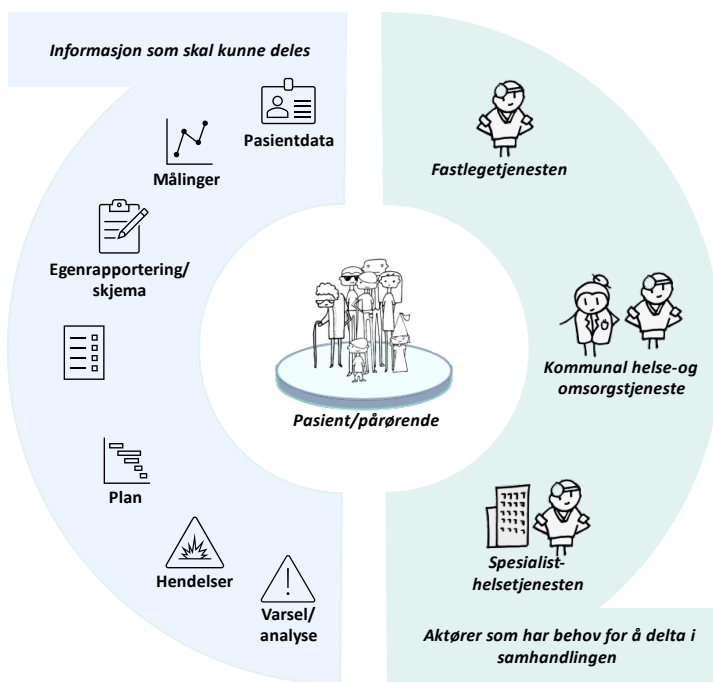 Informasjon som skal kunne deles
Pasientdata
Målinger
Egenrapportering/
skjema
Plan
Hendelser
Varsel/
analyse
Pasient/pårørende
Fastlegetjenesten
Kommunal helse-og
omsorgstjeneste
Spesialist-
helsetjenesten
Aktører som har behov for å delta i
samhandlingen